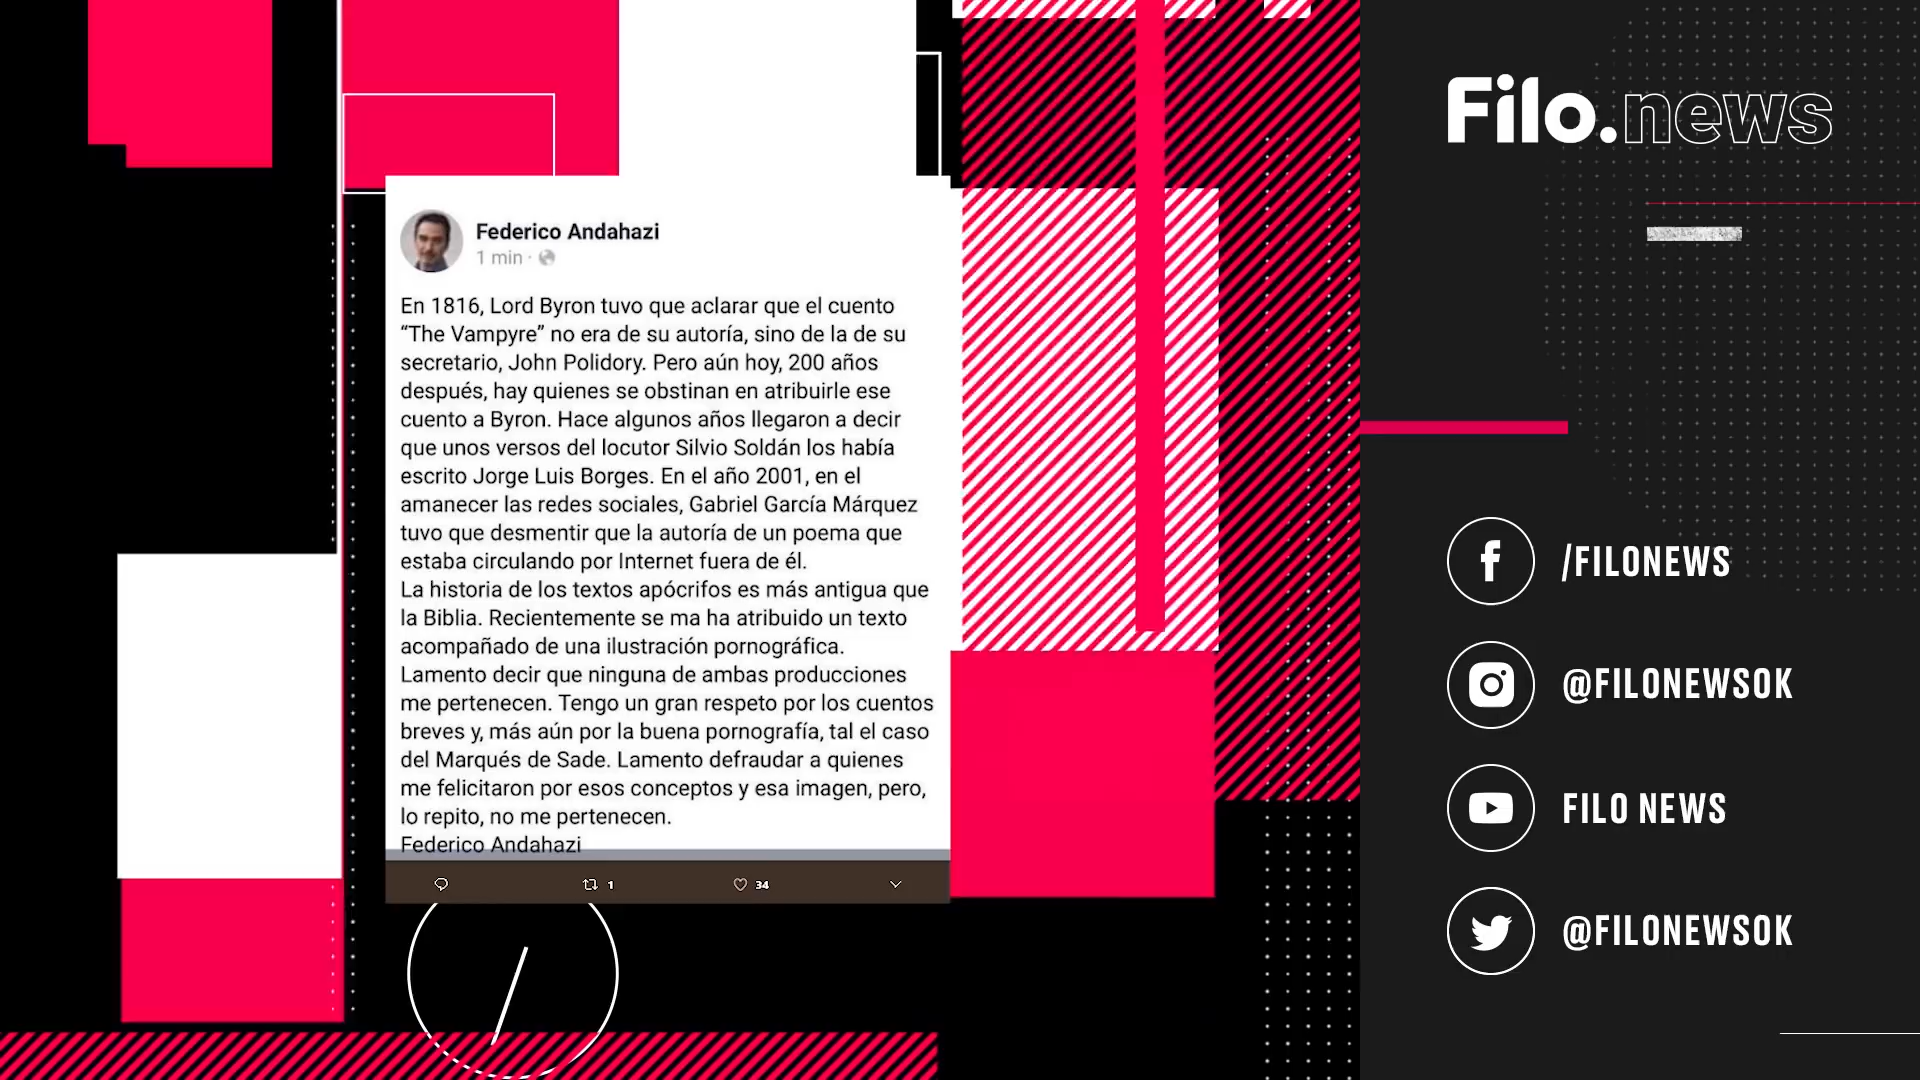 Filo.news
Federico Andahazi
1 min ·
En 1816, Lord Byron tuvo que aclarar que el cuento
“The Vampyre” no era de su autoría, sino de la de su
secretario, John Polidory. Pero aún hoy, 200 años
después, hay quienes se obstinan en atribuirle ese
cuento a Byron. Hace algunos años llegaron a decir
que unos versos del locutor Silvio Soldán los había
escrito Jorge Luis Borges. En el año 2001, en el
amanecer las redes sociales, Gabriel García Márquez
tuvo que desmentir que la autoría de un poema que
estaba circulando por Internet fuera de él.
La historia de los textos apócrifos es más antigua que
la Biblia. Recientemente se ma ha atribuido un texto
acompañado de una ilustración pornográfica.
Lamento decir que ninguna de ambas producciones
me pertenecen. Tengo un gran respeto por los cuentos
breves y, más aún por la buena pornografía, tal el caso
del Marqués de Sade. Lamento defraudar a quienes
me felicitaron por esos conceptos y esa imagen, pero,
lo repito, no me pertenecen.
Federico Andahazi
1 34
/FILONEWS
@FILONEWSOK
FILO NEWS
@FILONEWSOK